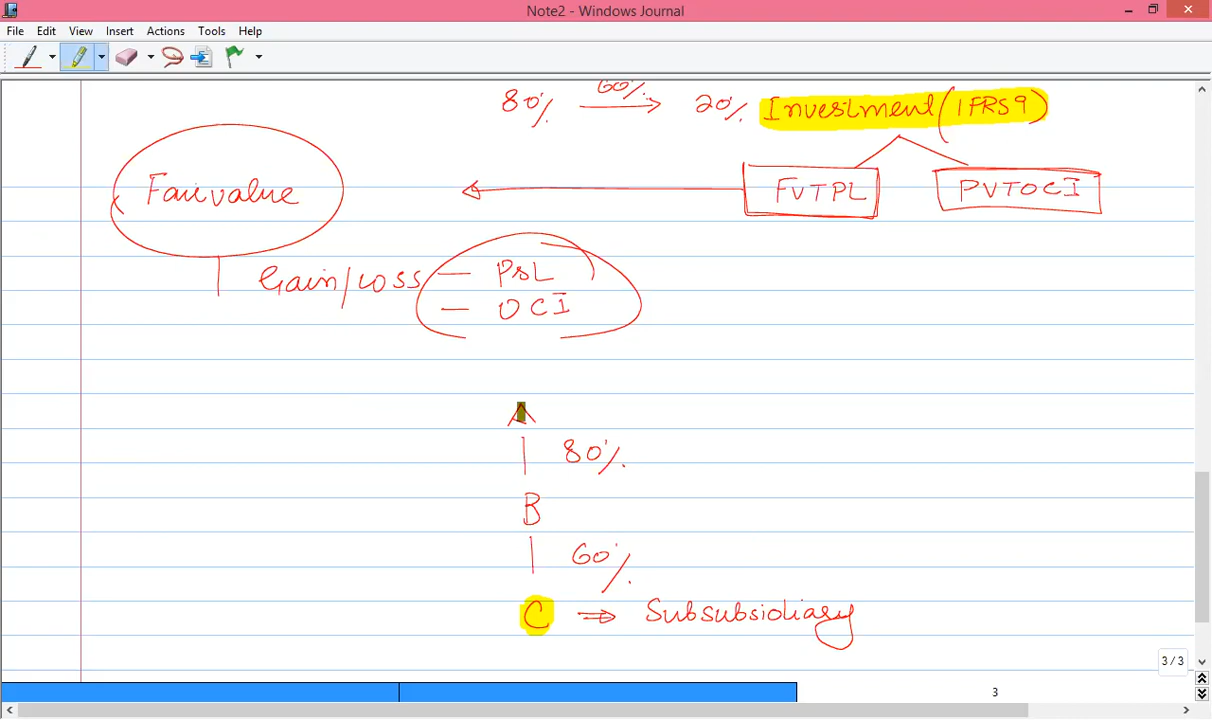 Note2 - Windows Journal
File Edit View Insert Actions Tools Help
80% 60% 20% Investment (IFRS9)
Fairvalue
FVTPL PVTOCI
Gain/Loss - P&L
- OCI
A
80%
B
60%
C ⇒ Subsubsidiary
3 / 3
3